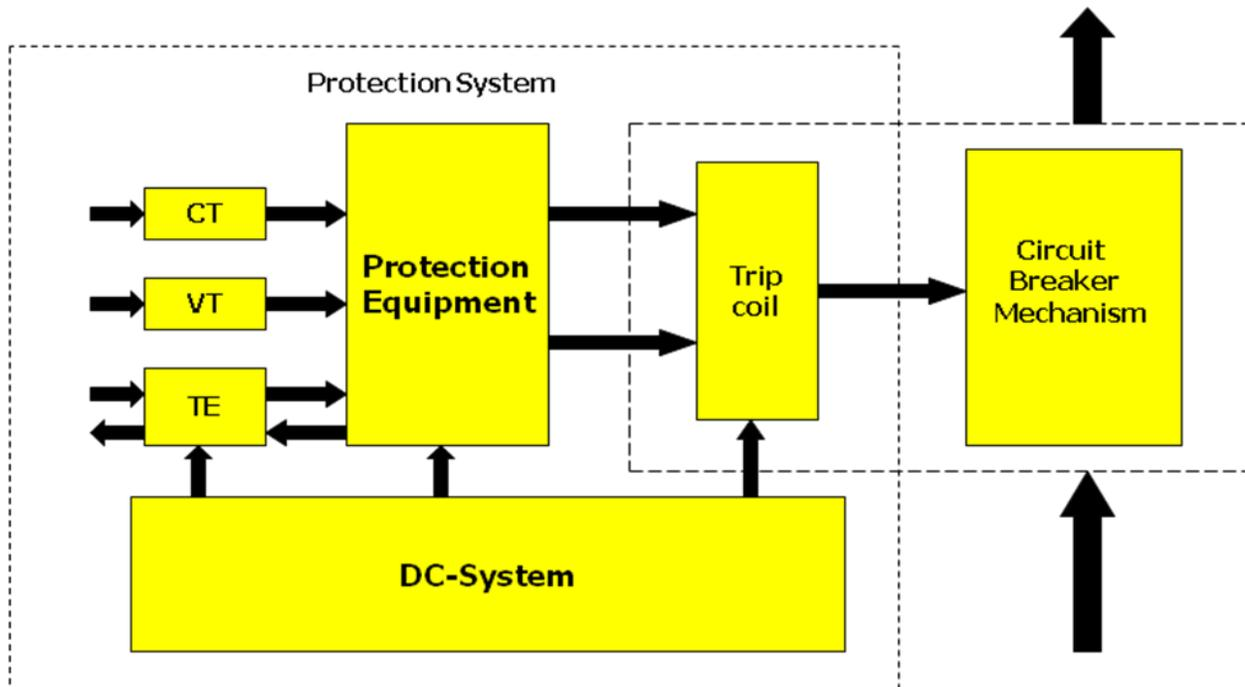 Protection System
CT
VT
TE
Protection
Equipment
Trip
coil
Circuit
Breaker
Mechanism
DC-System